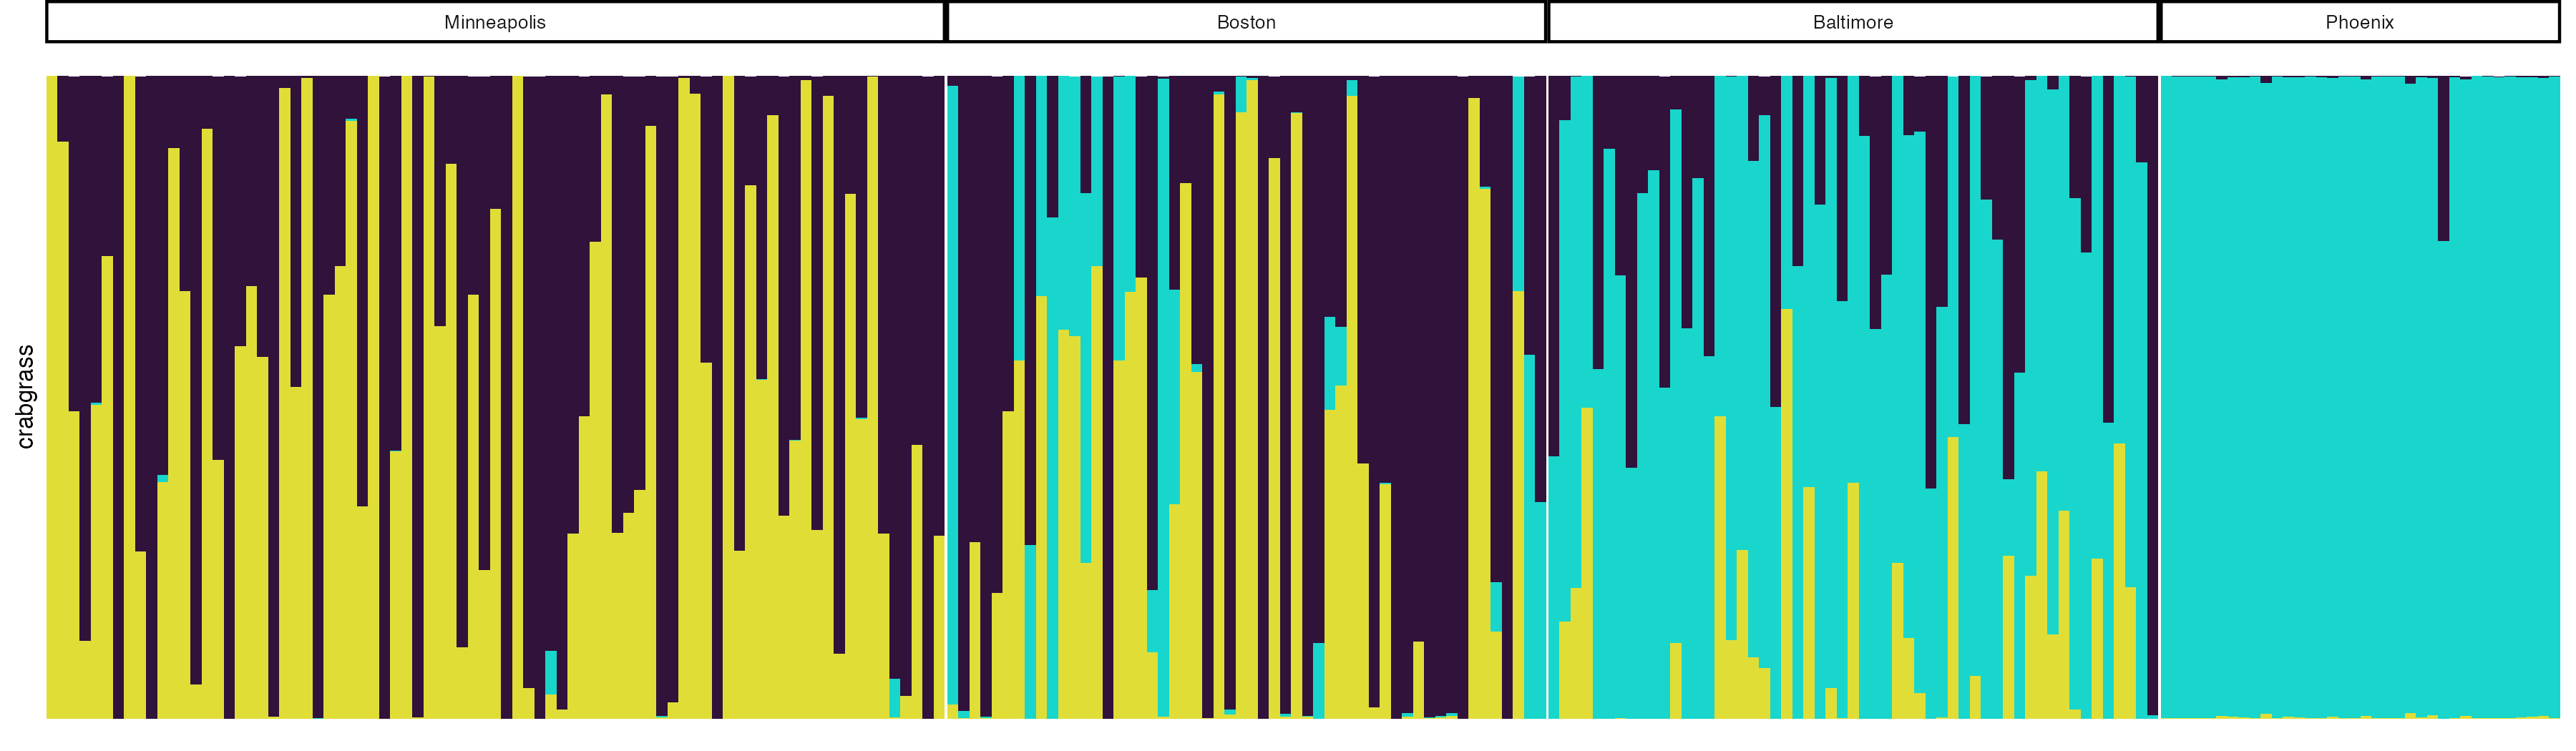 Minneapolis
Boston
Baltimore
Phoenix
crabgrass